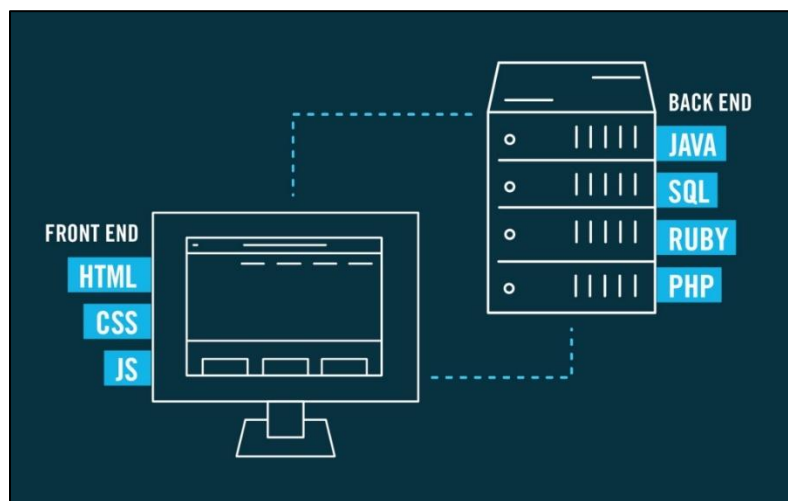 FRONT END
HTML
CSS
JS
BACK END
JAVA
SQL
RUBY
PHP